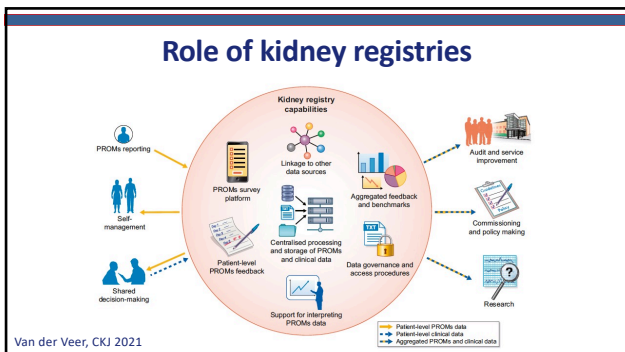 Role of kidney registries
Kidney registry
capabilities
PROMs reporting
Self-
management
Shared
decision-making
PROMs survey
platform
Linkage to other
data sources
Aggregated feedback
and benchmarks
Patient-level
PROMs feedback
Centralised processing
and storage of PROMs
and clinical data
TXT
Data governance and
access procedures
Support for interpreting
PROMs data
Audit and service
improvement
Guidelines
Policy
Commissioning
and policy making
?
Research
Patient-level PROMs data
Patient-level clinical data
Aggregated PROMs and clinical data
Van der Veer, CKJ 2021